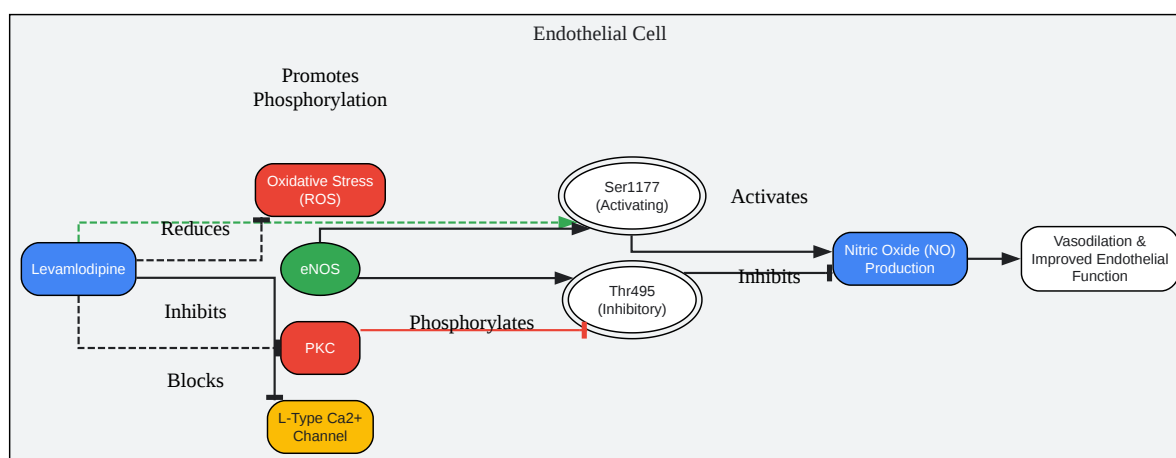 Endothelial Cell
Promotes
Phosphorylation
Oxidative Stress
(ROS)
Ser1177
(Activating)
Activates
Reduces
Levamlodipine
eNOS
Nitric Oxide (NO)
Production
Vasodilation &
Improved Endothelial
Function
Inhibits
Thr495
(Inhibitory)
Inhibits
Phosphorylates
PKC
Blocks
L-Type Ca2+
Channel